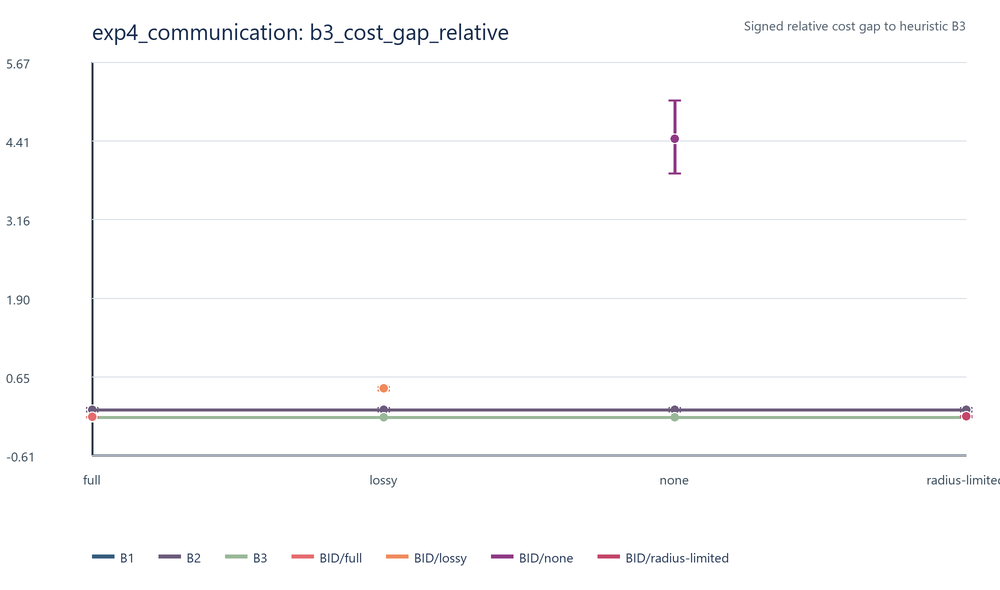 exp4_communication: b3_cost_gap_relative
Signed relative cost gap to heuristic B3
5.67
4.41
3.16
1.90
0.65
-0.61
full
lossy
none
radius-limited
B1
B2
B3
BID/full
BID/lossy
BID/none
BID/radius-limited